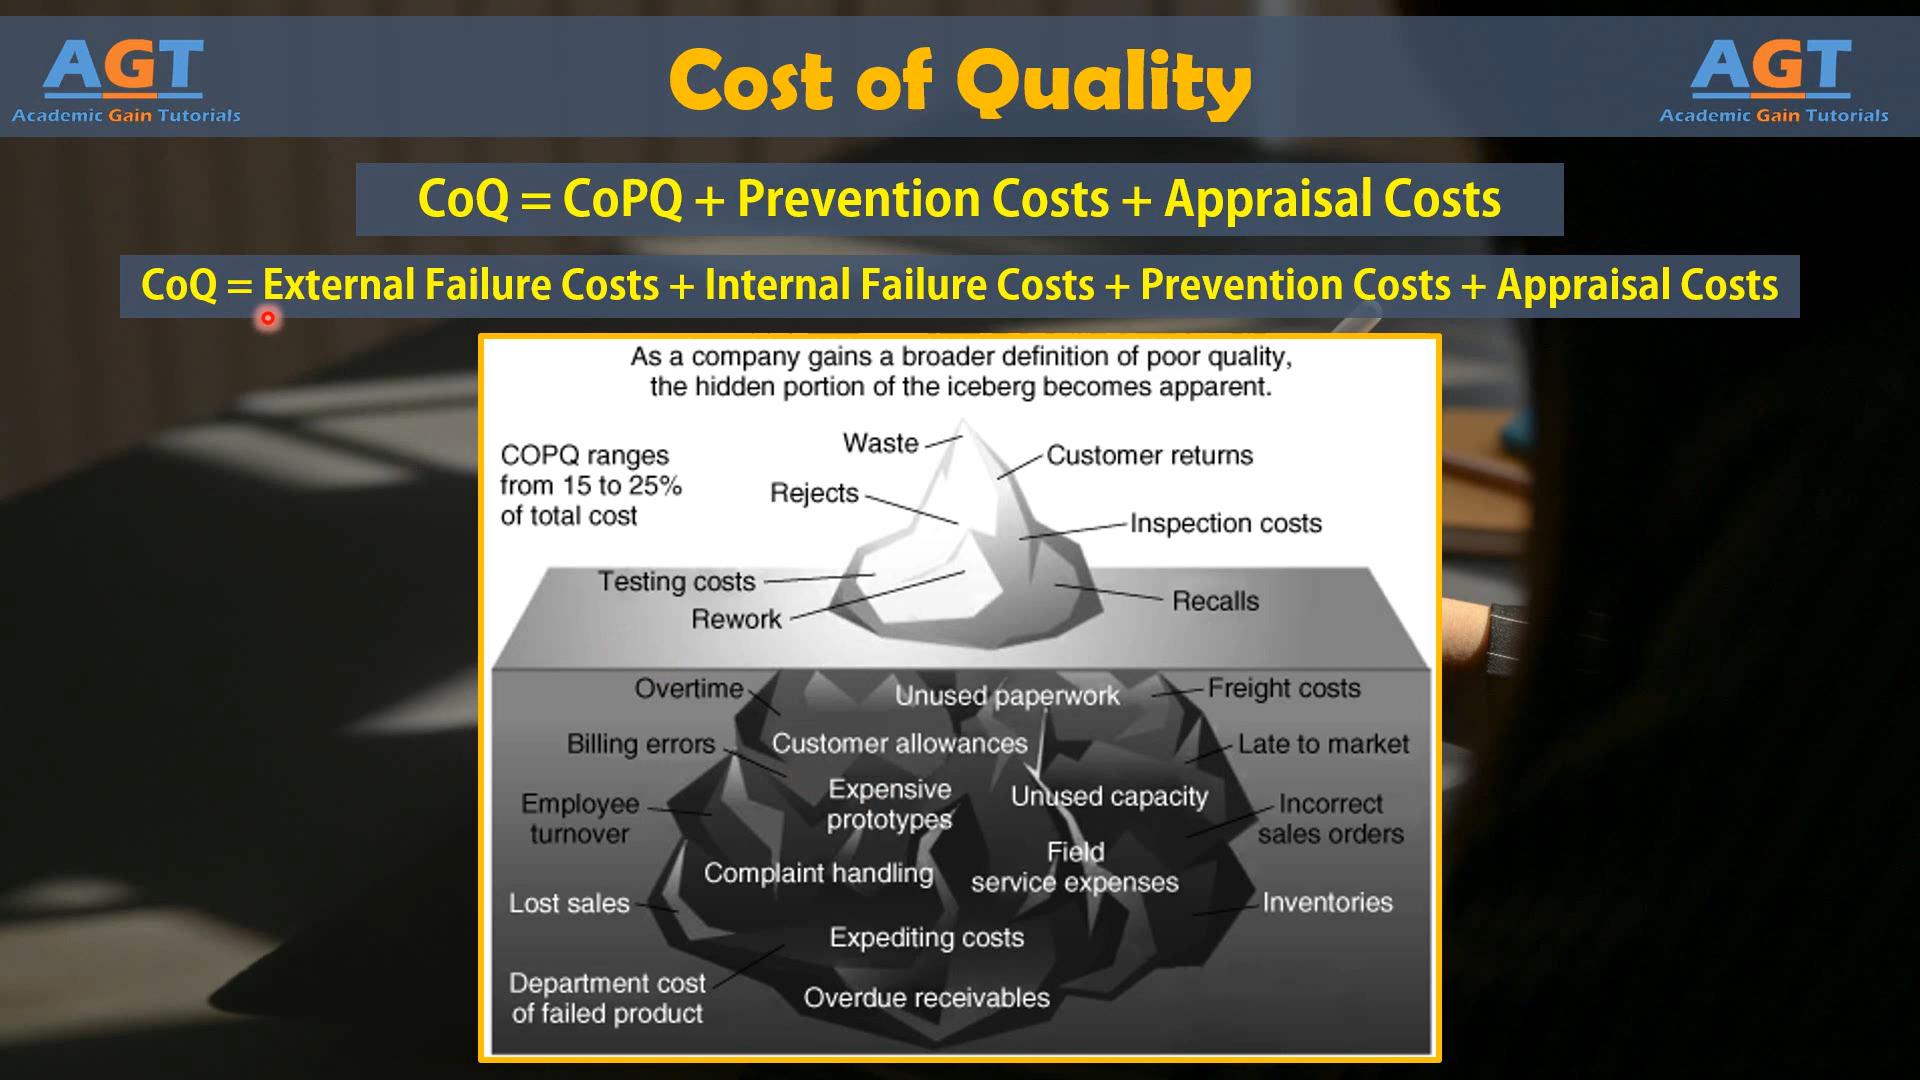 AGT
Academic Gain Tutorials
Cost of Quality
AGT
Academic Gain Tutorials
CoQ = CoPQ + Prevention Costs + Appraisal Costs
CoQ = External Failure Costs + Internal Failure Costs + Prevention Costs + Appraisal Costs
As a company gains a broader definition of poor quality,
the hidden portion of the iceberg becomes apparent.
COPQ ranges
from 15 to 25%
of total cost
Waste
Customer returns
Rejects
Inspection costs
Testing costs
Rework
Recalls
Overtime
Unused paperwork
Freight costs
Billing errors
Customer allowances
Late to market
Employee
turnover
Expensive
prototypes
Unused capacity
Incorrect
sales orders
Complaint handling
Field
service expenses
Lost sales
Inventories
Expediting costs
Department cost
of failed product
Overdue receivables